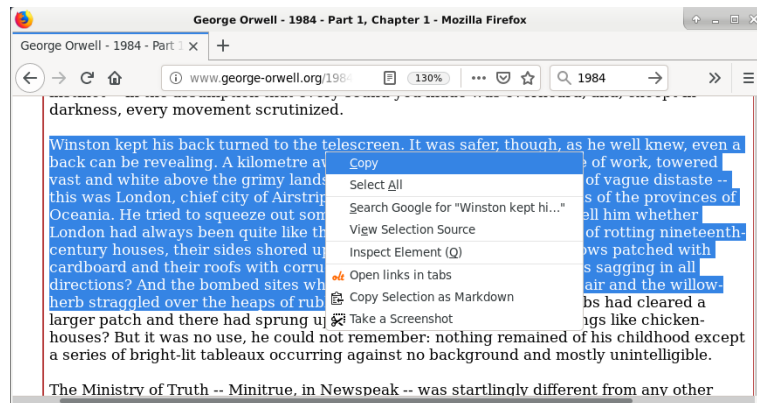 George Orwell - 1984 - Part 1, Chapter 1 - Mozilla Firefox
George Orwell - 1984 - Part 1
www.george-orwell.org/1984 130% 1984
darkness, every movement scrutinized.
Winston kept his back turned to the telescreen. It was safer, though, as he well knew, even a
back can be revealing. A kilometre e of work, towered
vast and white above the grimy lands of vague distaste --
this was London, chief city of Airstrip s of the provinces of
Oceania. He tried to squeeze out som ell him whether
London had always been quite like th of rotting nineteenth-
century houses, their sides shored up ows patched with
cardboard and their roofs with corru s sagging in all
directions? And the bombed sites wh air and the willow-
herb straggled over the heaps of rub bs had cleared a
larger patch and there had sprung up ngs like chicken-
houses? But it was no use, he could not remember: nothing remained of his childhood except
a series of bright-lit tableaux occurring against no background and mostly unintelligible.
The Ministry of Truth -- Minitrue, in Newspeak -- was startlingly different from any other
Copy
Select All
Search Google for "Winston kept hi..."
View Selection Source
Inspect Element (Q)
Open links in tabs
Copy Selection as Markdown
Take a Screenshot